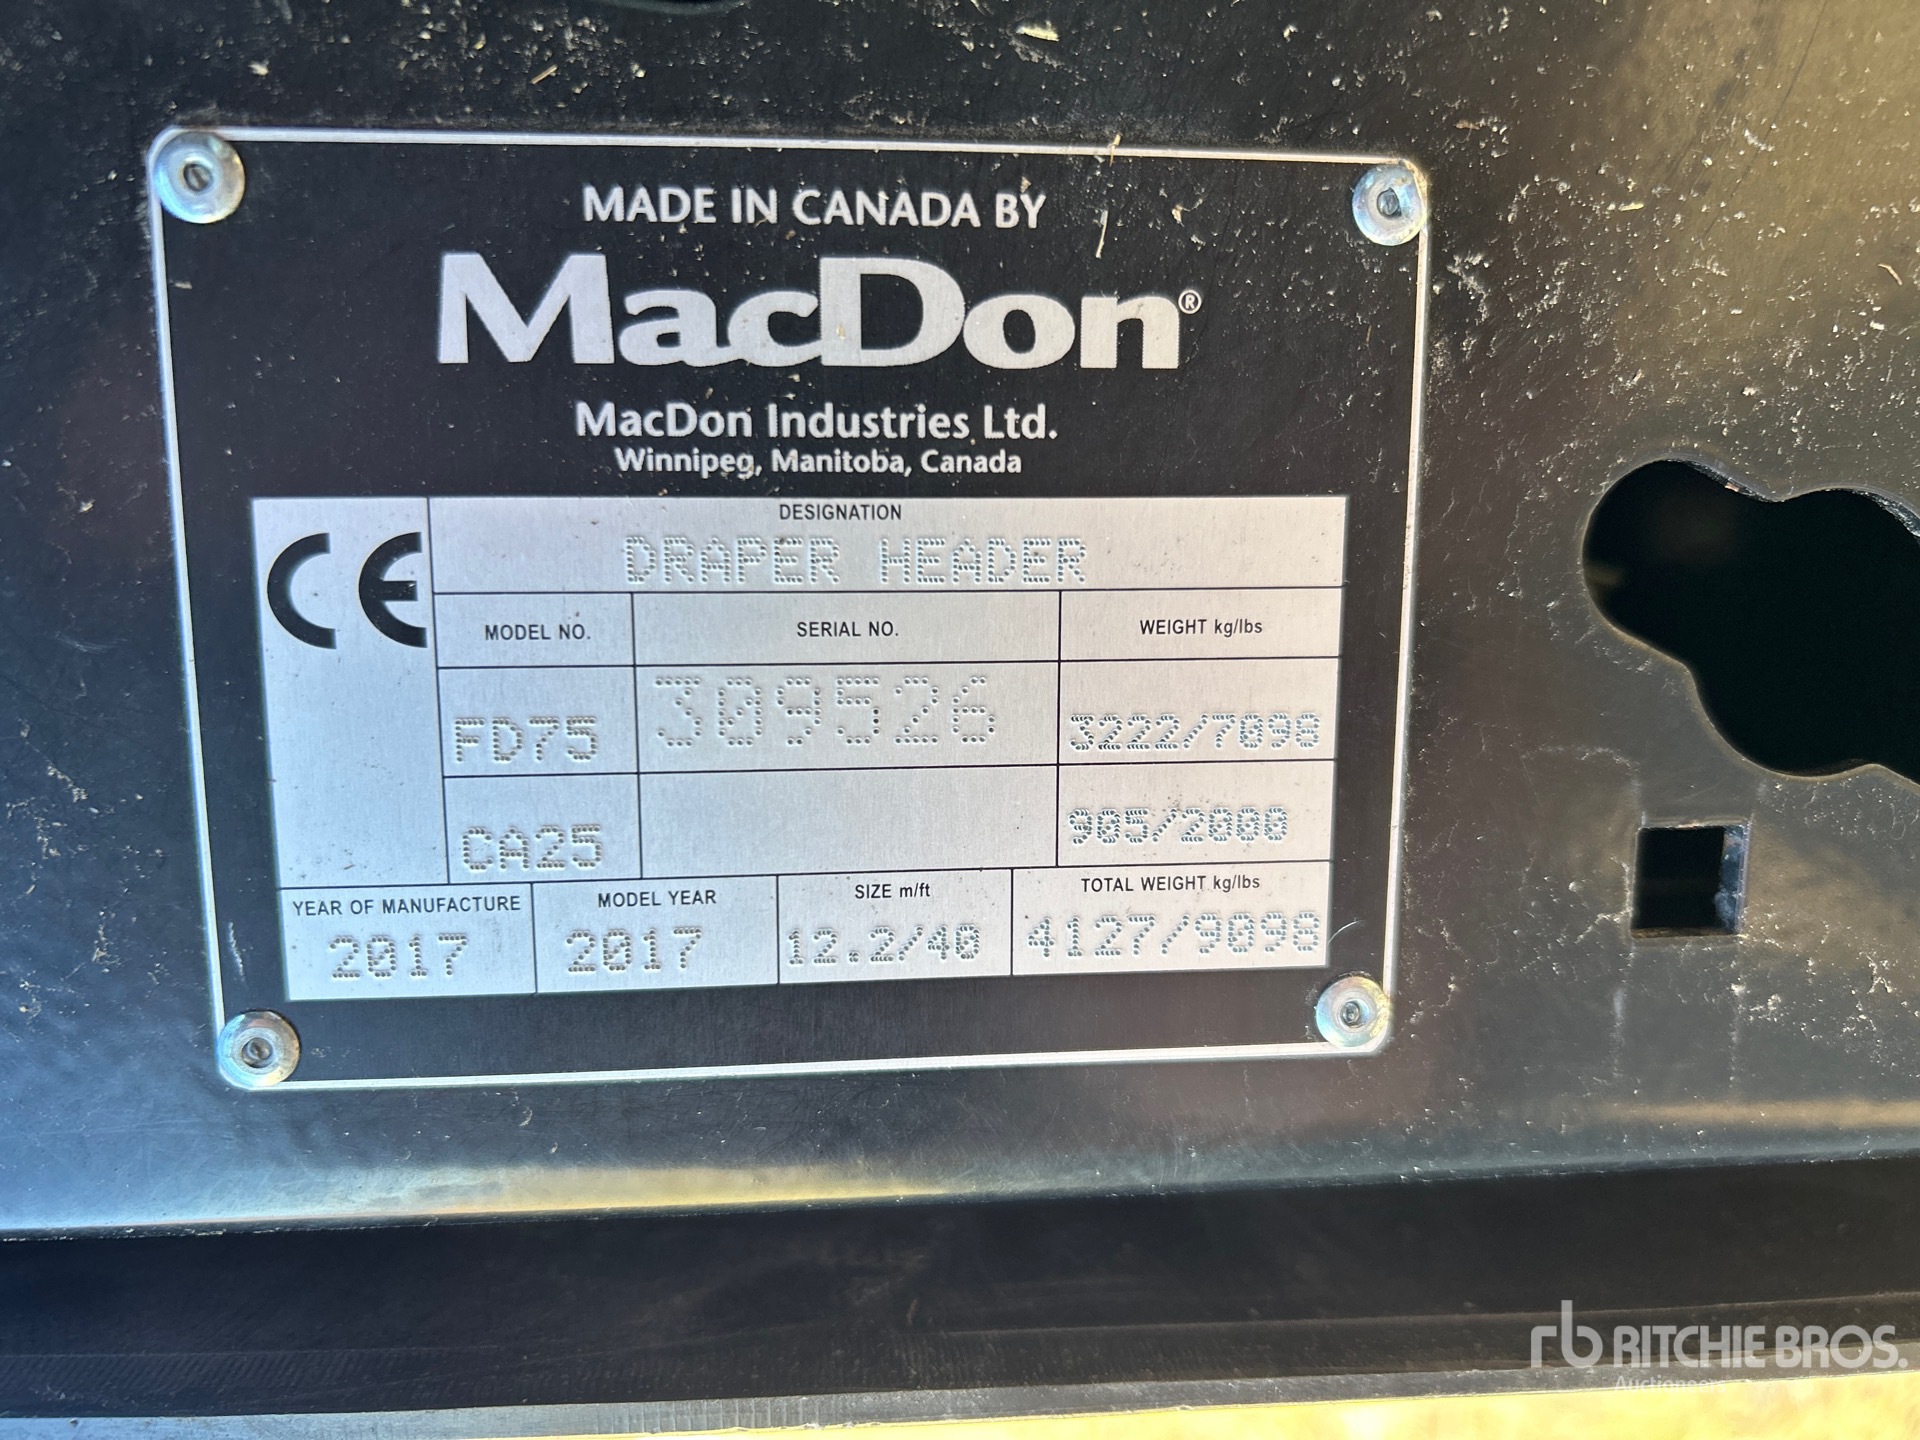 MADE IN CANADA BY
MacDon®
MacDon Industries Ltd.
Winnipeg, Manitoba, Canada
CE
DESIGNATION
DRAPER HEADER
MODEL NO. SERIAL NO. WEIGHT kg/lbs
FD75 309526 3222/7098
CA25 905/2000
YEAR OF MANUFACTURE MODEL YEAR SIZE m/ft TOTAL WEIGHT kg/lbs
2017 2017 12.2/40 4127/9098
rb RITCHIE BROS.
Auctioneers